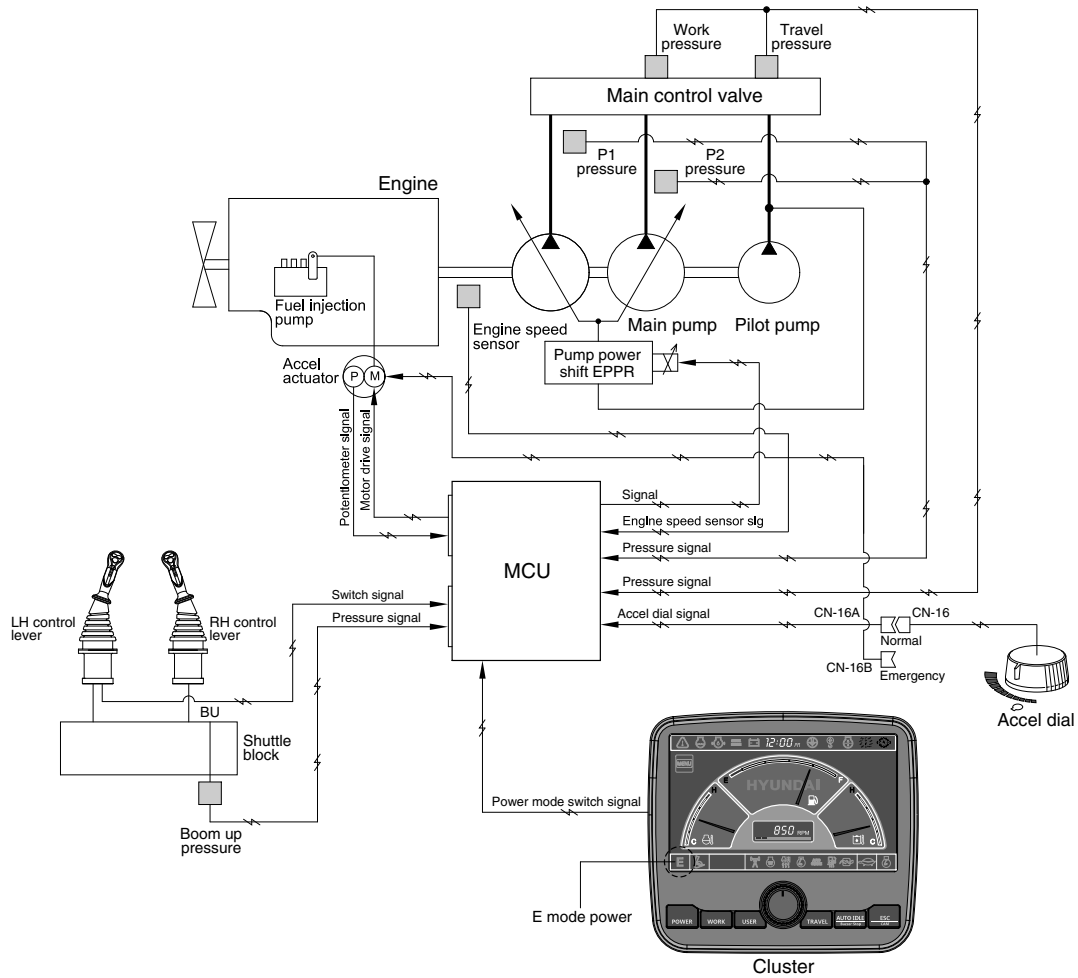 Work
pressure
Travel
pressure
Main control valve
P1
pressure
P2
pressure
Engine
Fuel injection
pump
Engine speed
sensor
Main pump
Pilot pump
Accel
actuator
P
M
Pump power
shift EPPR
Potentiometer signal
Motor drive signal
MCU
Signal
Engine speed sensor sig
Pressure signal
Pressure signal
Accel dial signal
CN-16A
CN-16
Normal
CN-16B
Emergency
Accel dial
LH control
lever
RH control
lever
Switch signal
Pressure signal
BU
Shuttle
block
Boom up
pressure
Power mode switch signal
E mode power
12:00
MENU
E
F
HYUNDAI
H
H
C
C
850 RPM
E
POWER
WORK
USER
TRAVEL
AUTO IDLE
ESC
Cluster